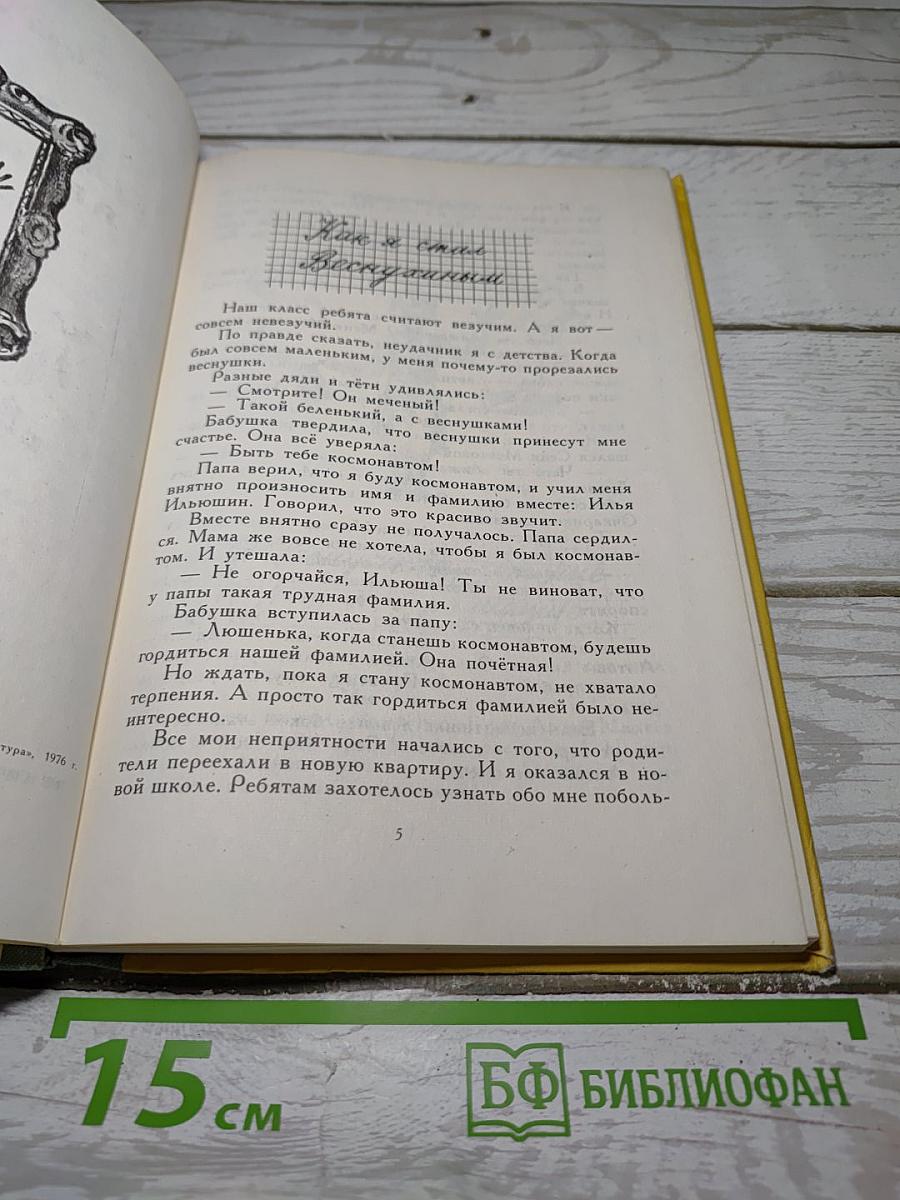 Как я стал
Веснухиным
Наш класс ребята считают везучим. А я вот —
совсем невезучий.
По правде сказать, неудачник я с детства. Когда
был совсем маленьким, у меня почему-то прорезались
веснушки.
Разные дяди и тёти удивлялись:
— Смотрите! Он меченый!
— Такой беленький, а с веснушками!
Бабушка твердила, что веснушки принесут мне
счастье. Она всё уверяла:
— Быть тебе космонавтом!
Папа верил, что я буду космонавтом, и учил меня
внятно произносить имя и фамилию вместе: Илья
Ильюшин. Говорил, что это красиво звучит.
Вместе внятно сразу не получалось. Папа сердил-
ся. Мама же вовсе не хотела, чтобы я был космонав-
том. И утешала:
— Не огорчайся, Ильюша! Ты не виноват, что
у папы такая трудная фамилия.
Бабушка вступилась за папу:
— Люшенька, когда станешь космонавтом, будешь
гордиться нашей фамилией. Она почётная!
Но ждать, пока я стану космонавтом, не хватало
терпения. А просто так гордиться фамилией было не-
интересно.
Все мои неприятности начались с того, что роди-
тели переехали в новую квартиру. И я оказался в но-
вой школе. Ребятам захотелось узнать обо мне поболь-
5
тура», 1976 г.
15 см
БФ БИБЛИОФАН